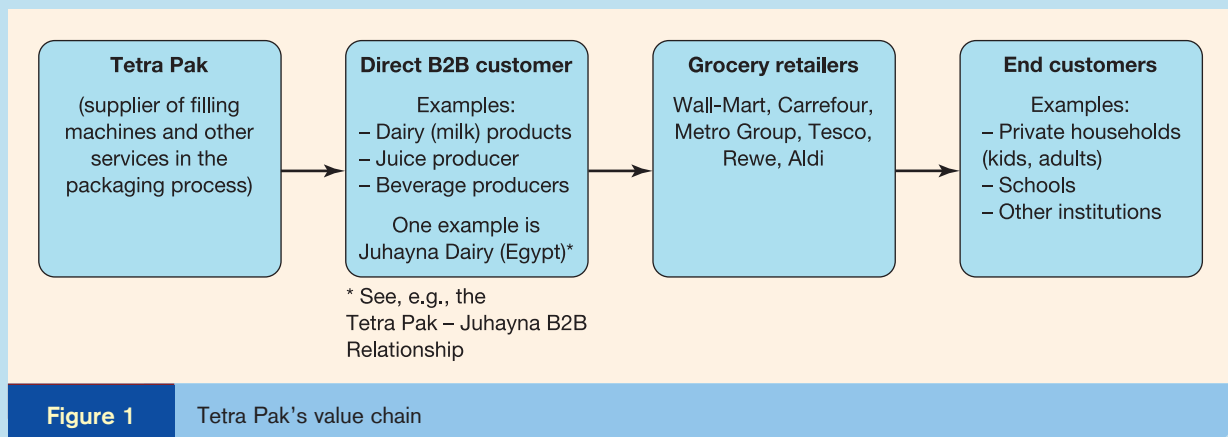 Tetra Pak
(supplier of filling
machines and other
services in the
packaging process)
Direct B2B customer
Examples:
– Dairy (milk) products
– Juice producer
– Beverage producers
One example is
Juhayna Dairy (Egypt)*
* See, e.g., the
Tetra Pak – Juhayna B2B
Relationship
Grocery retailers
Wall-Mart, Carrefour,
Metro Group, Tesco,
Rewe, Aldi
End customers
Examples:
– Private households
(kids, adults)
– Schools
– Other institutions
Figure 1
Tetra Pak's value chain